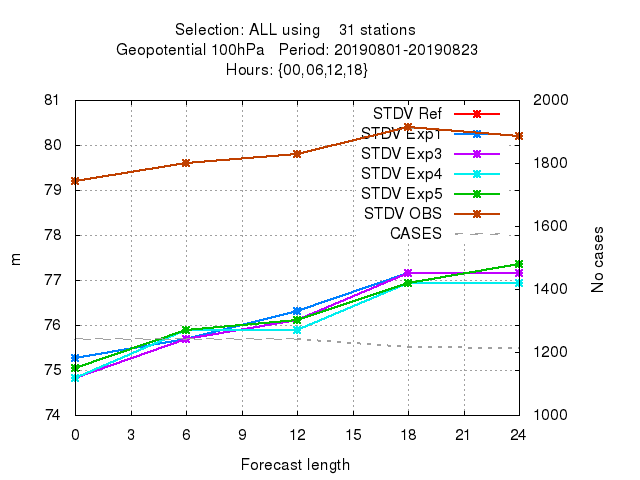 Selection: ALL using    31 stations
Geopotential 100hPa   Period: 20190801-20190823
Hours: {00,06,12,18}
81 2000
STDV Ref
80
STDV Exp1
STDV Exp3
1800
STDV Exp4
79
STDV Exp5
STDV OBS
1600
78
CASES
m
No cases
77
1400
76
1200
75
74 1000
0 3 6 9 12 15 18 21 24
Forecast length